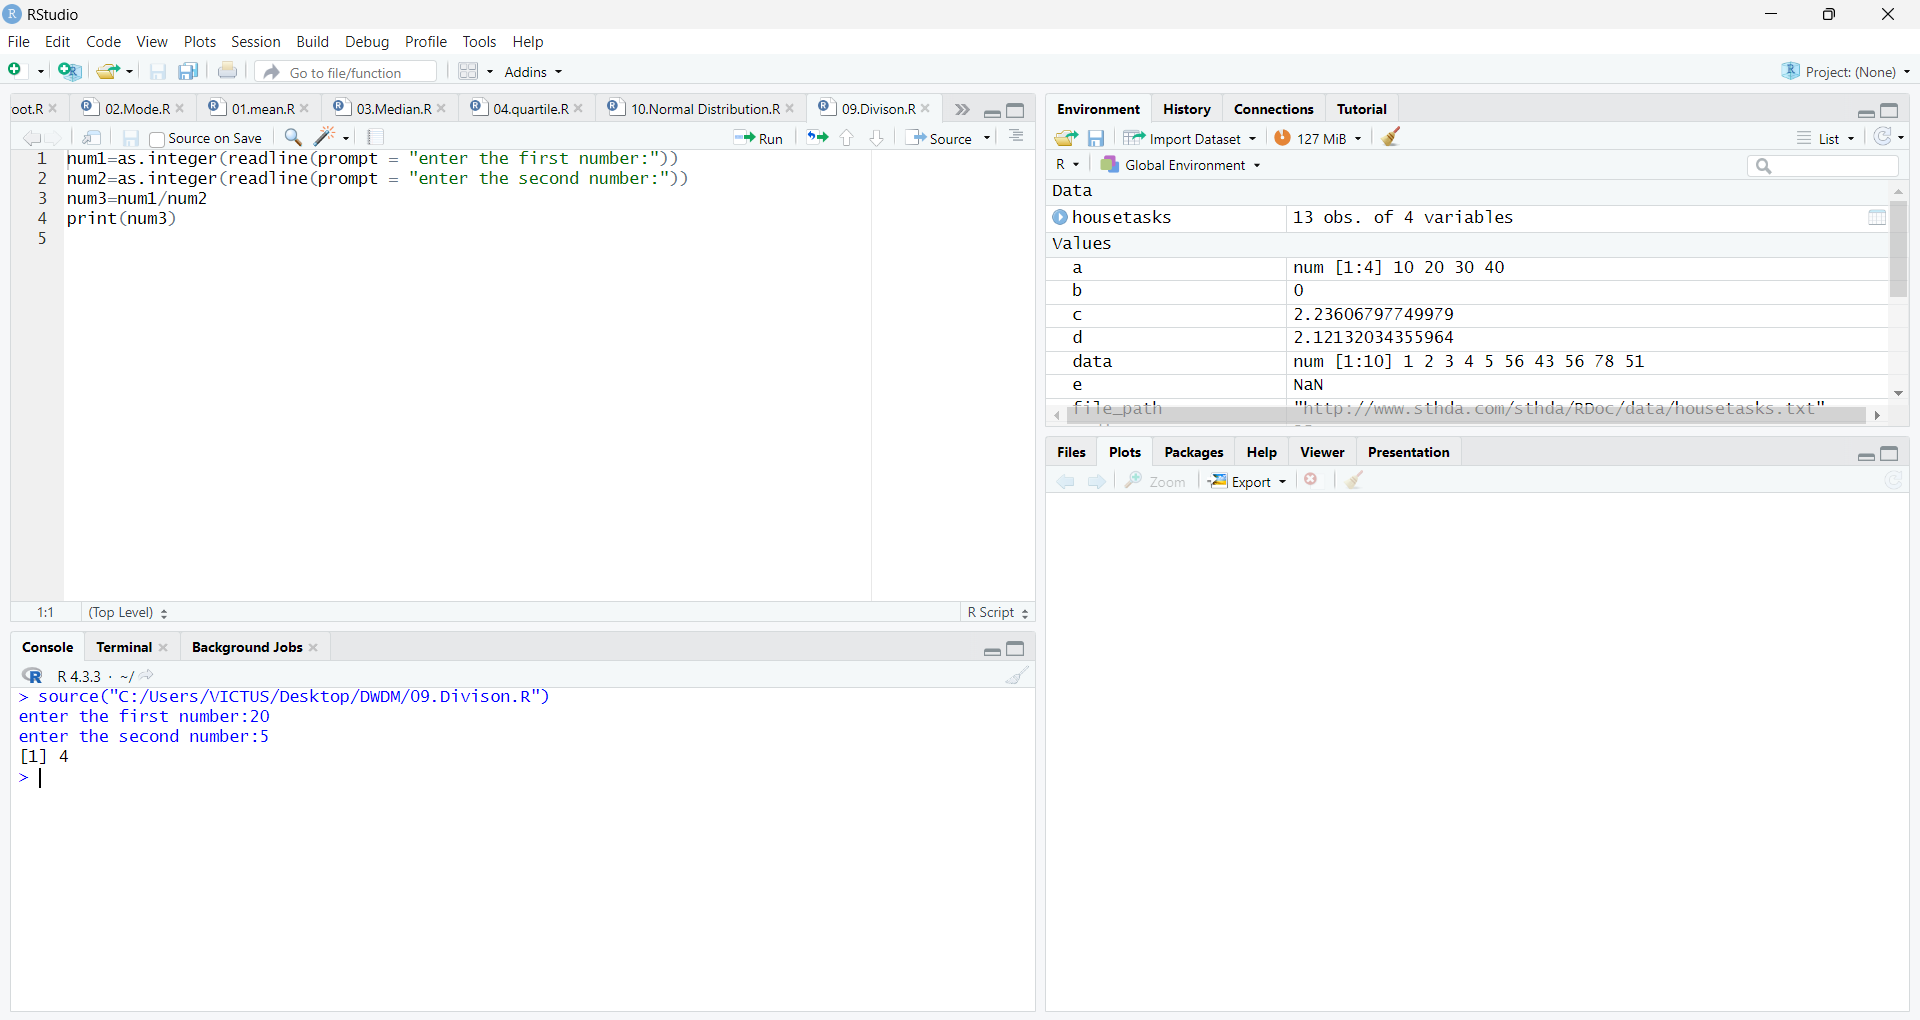 RStudio
File Edit Code View Plots Session Build Debug Profile Tools Help
Go to file/function Addins Project: (None)
oot.R 02.Mode.R 01.mean.R 03.Median.R 04.quartile.R 10.Normal Distribution.R 09.Divison.R
Source on Save Run Source
1 num1=as.integer(readline(prompt = "enter the first number:"))
2 num2=as.integer(readline(prompt = "enter the second number:"))
3 num3=num1/num2
4 print(num3)
5
1:1 (Top Level) R Script
Console Terminal Background Jobs
R 4.3.3 · ~/
> source("C:/Users/VICTUS/Desktop/DWDM/09.Divison.R")
enter the first number:20
enter the second number:5
[1] 4
>
Environment History Connections Tutorial
Import Dataset 127 MiB List
R Global Environment
Data
housetasks 13 obs. of 4 variables
Values
a num [1:4] 10 20 30 40
b 0
c 2.23606797749979
d 2.12132034355964
data num [1:10] 1 2 3 4 5 56 43 56 78 51
e NaN
file_path "http://www.sthda.com/sthda/RDoc/data/housetasks.txt"
Files Plots Packages Help Viewer Presentation
Zoom Export